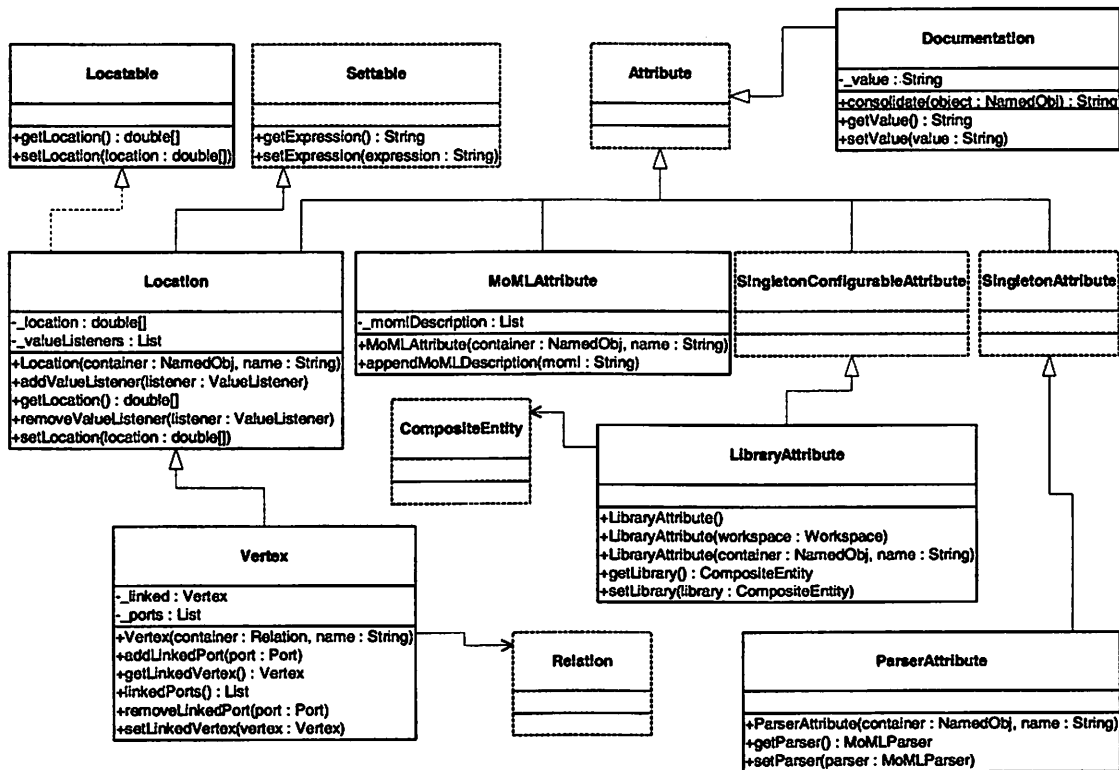 Locatable
+getLocation() : double[]
+setLocation(location : double[])
Settable
+getExpression() : String
+setExpression(expression : String)
Attribute
Documentation
-_value : String
+consolidate(object : NamedObj) : String
+getValue() : String
+setValue(value : String)
Location
-_location : double[]
-_valueListeners : List
+Location(container : NamedObj, name : String)
+addValueListener(listener : ValueListener)
+getLocation() : double[]
+removeValueListener(listener : ValueListener)
+setLocation(location : double[])
MoMLAttribute
-_momlDescription : List
+MoMLAttribute(container : NamedObj, name : String)
+appendMoMLDescription(moml : String)
SingletonConfigurableAttribute
SingletonAttribute
CompositeEntity
LibraryAttribute
+LibraryAttribute()
+LibraryAttribute(workspace : Workspace)
+LibraryAttribute(container : NamedObj, name : String)
+getLibrary() : CompositeEntity
+setLibrary(library : CompositeEntity)
Vertex
-_linked : Vertex
-_ports : List
+Vertex(container : Relation, name : String)
+addLinkedPort(port : Port)
+getLinkedVertex() : Vertex
+linkedPorts() : List
+removeLinkedPort(port : Port)
+setLinkedVertex(vertex : Vertex)
Relation
ParserAttribute
+ParserAttribute(container : NamedObj, name : String)
+getParser() : MoMLParser
+setParser(parser : MoMLParser)